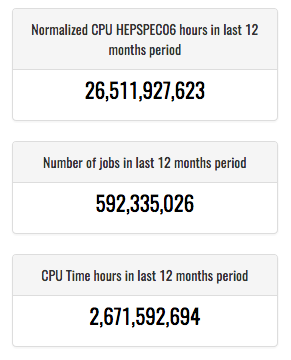 Normalized CPU HEPSPEC06 hours in last 12
months period
26,511,927,623
Number of jobs in last 12 months period
592,335,026
CPU Time hours in last 12 months period
2,671,592,694